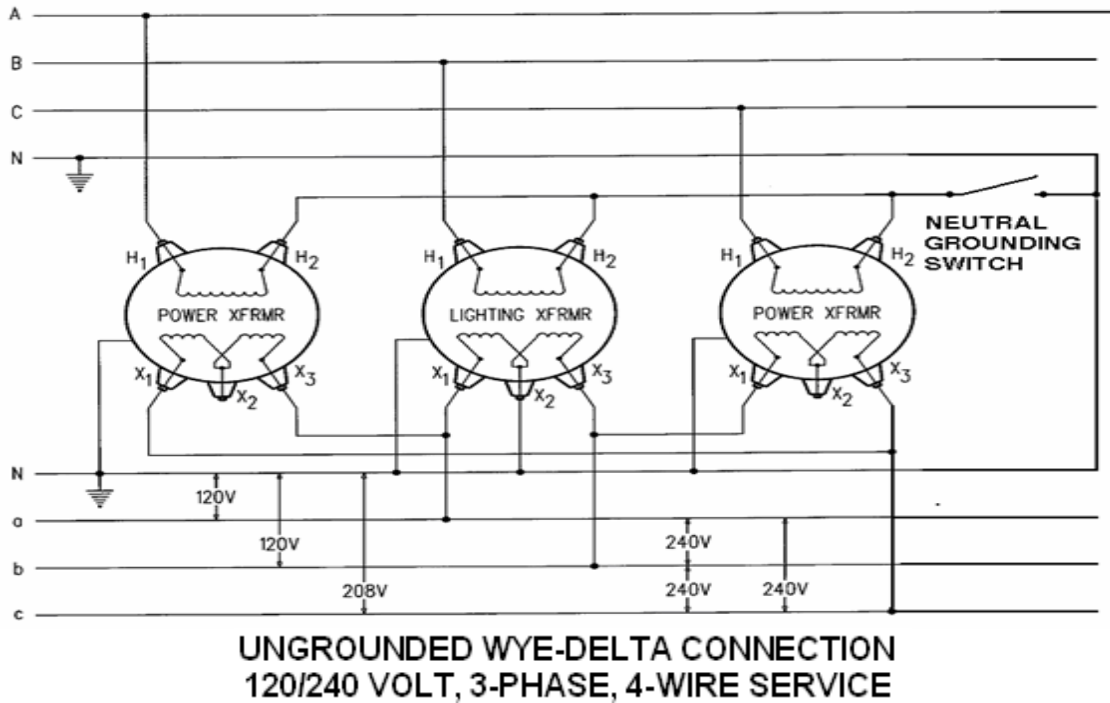 A
B
C
N
NEUTRAL
GROUNDING
SWITCH
H1 H2 H1 H2 H1 H2
POWER XFRMR LIGHTING XFRMR POWER XFRMR
X1 X2 X3 X1 X2 X3 X1 X2 X3
N
120V
a
120V 240V
b
208V 240V 240V
c
UNGROUNDED WYE-DELTA CONNECTION
120/240 VOLT, 3-PHASE, 4-WIRE SERVICE